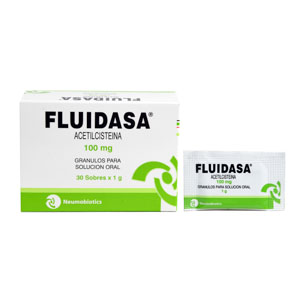 FLUIDASA®
ACETILCISTEINA
100 mg
GRANULOS PARA
SOLUCION ORAL
30 Sobres x 1 g
Neumobiotics
FLUIDASA®
ACETILCISTEINA
100 mg
GRANULOS PARA SOLUCION ORAL
Neumobiotics